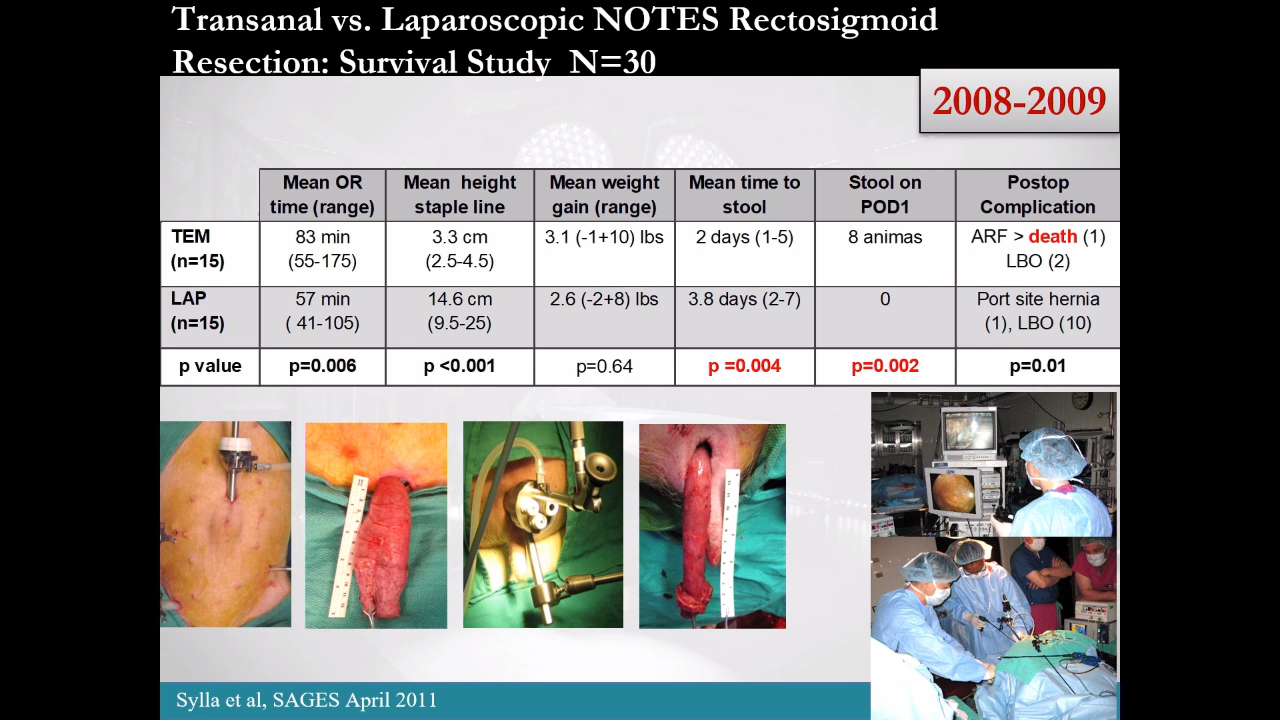 Transanal vs. Laparoscopic NOTES Rectosigmoid
Resection: Survival Study N=30
2008-2009
Mean OR time (range) Mean height staple line Mean weight gain (range) Mean time to stool Stool on POD1 Postop Complication
TEM (n=15) 83 min (55-175) 3.3 cm (2.5-4.5) 3.1 (-1+10) lbs 2 days (1-5) 8 animas ARF > death (1) LBO (2)
LAP (n=15) 57 min ( 41-105) 14.6 cm (9.5-25) 2.6 (-2+8) lbs 3.8 days (2-7) 0 Port site hernia (1), LBO (10)
p value p=0.006 p <0.001 p=0.64 p =0.004 p=0.002 p=0.01
Sylla et al, SAGES April 2011